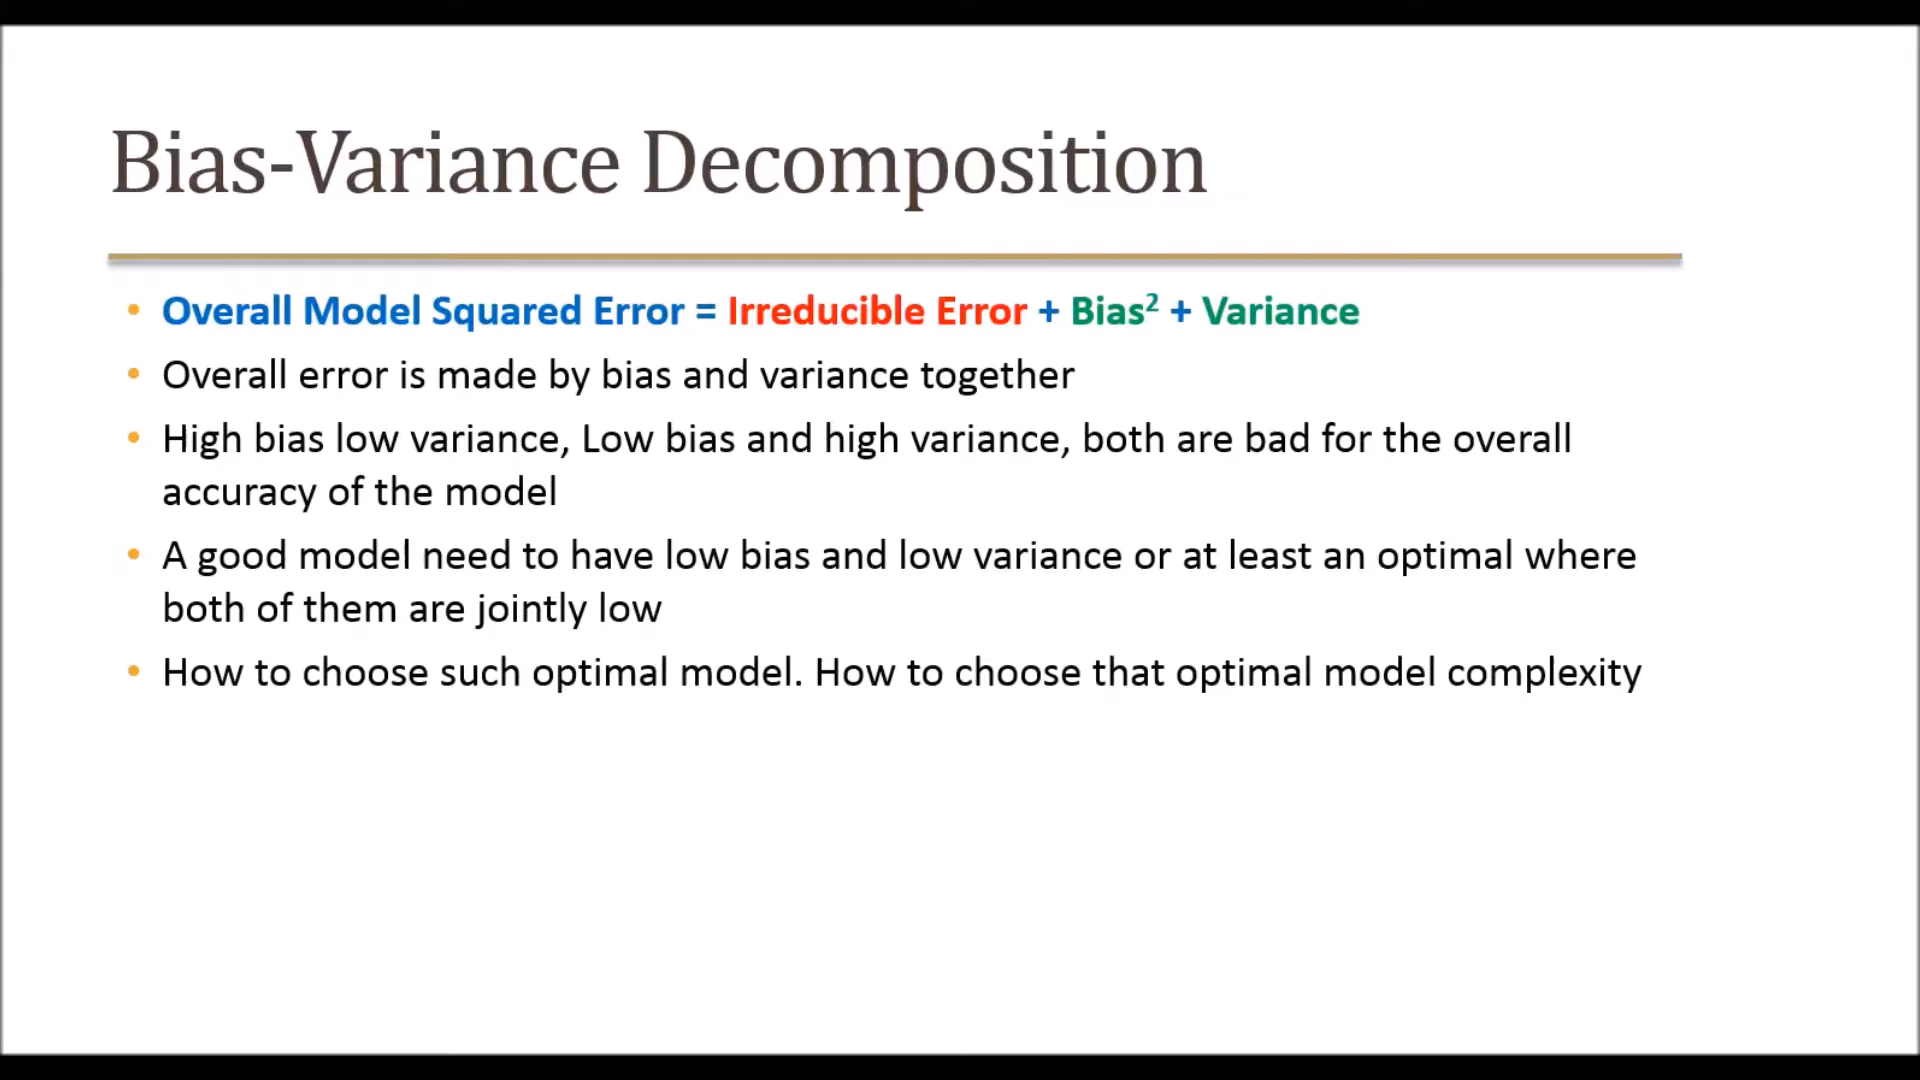 Bias-Variance Decomposition
• Overall Model Squared Error = Irreducible Error + Bias² + Variance
• Overall error is made by bias and variance together
• High bias low variance, Low bias and high variance, both are bad for the overall
accuracy of the model
• A good model need to have low bias and low variance or at least an optimal where
both of them are jointly low
• How to choose such optimal model. How to choose that optimal model complexity